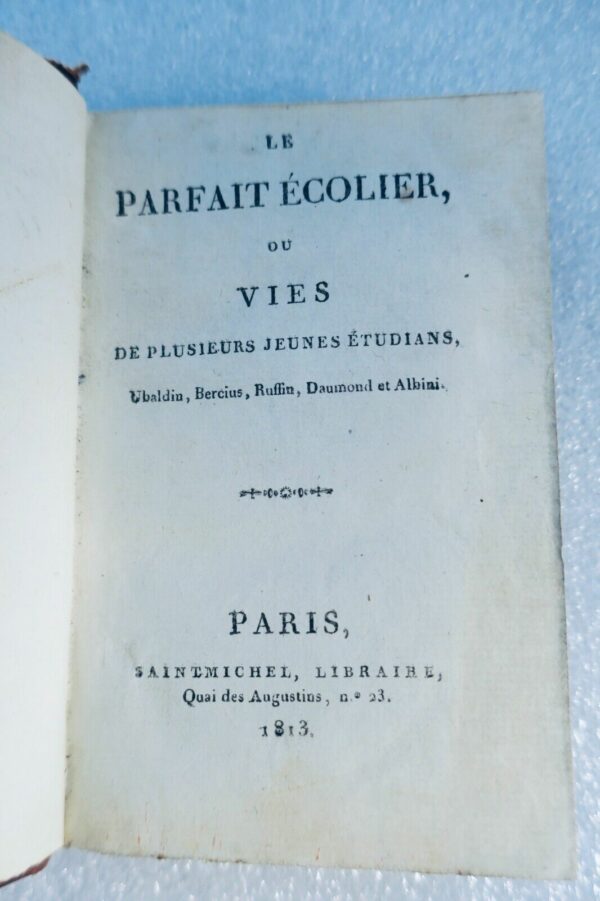 LE
PARFAIT ÉCOLIER,
OU
VIES
DE PLUSIEURS JEUNES ÉTUDIANS,
Ubaldin, Bercius, Ruffin, Daumond et Albini.
PARIS,
SAINTMICHEL, LIBRAIRE,
Quai des Augustins, n.º 23.
1813.